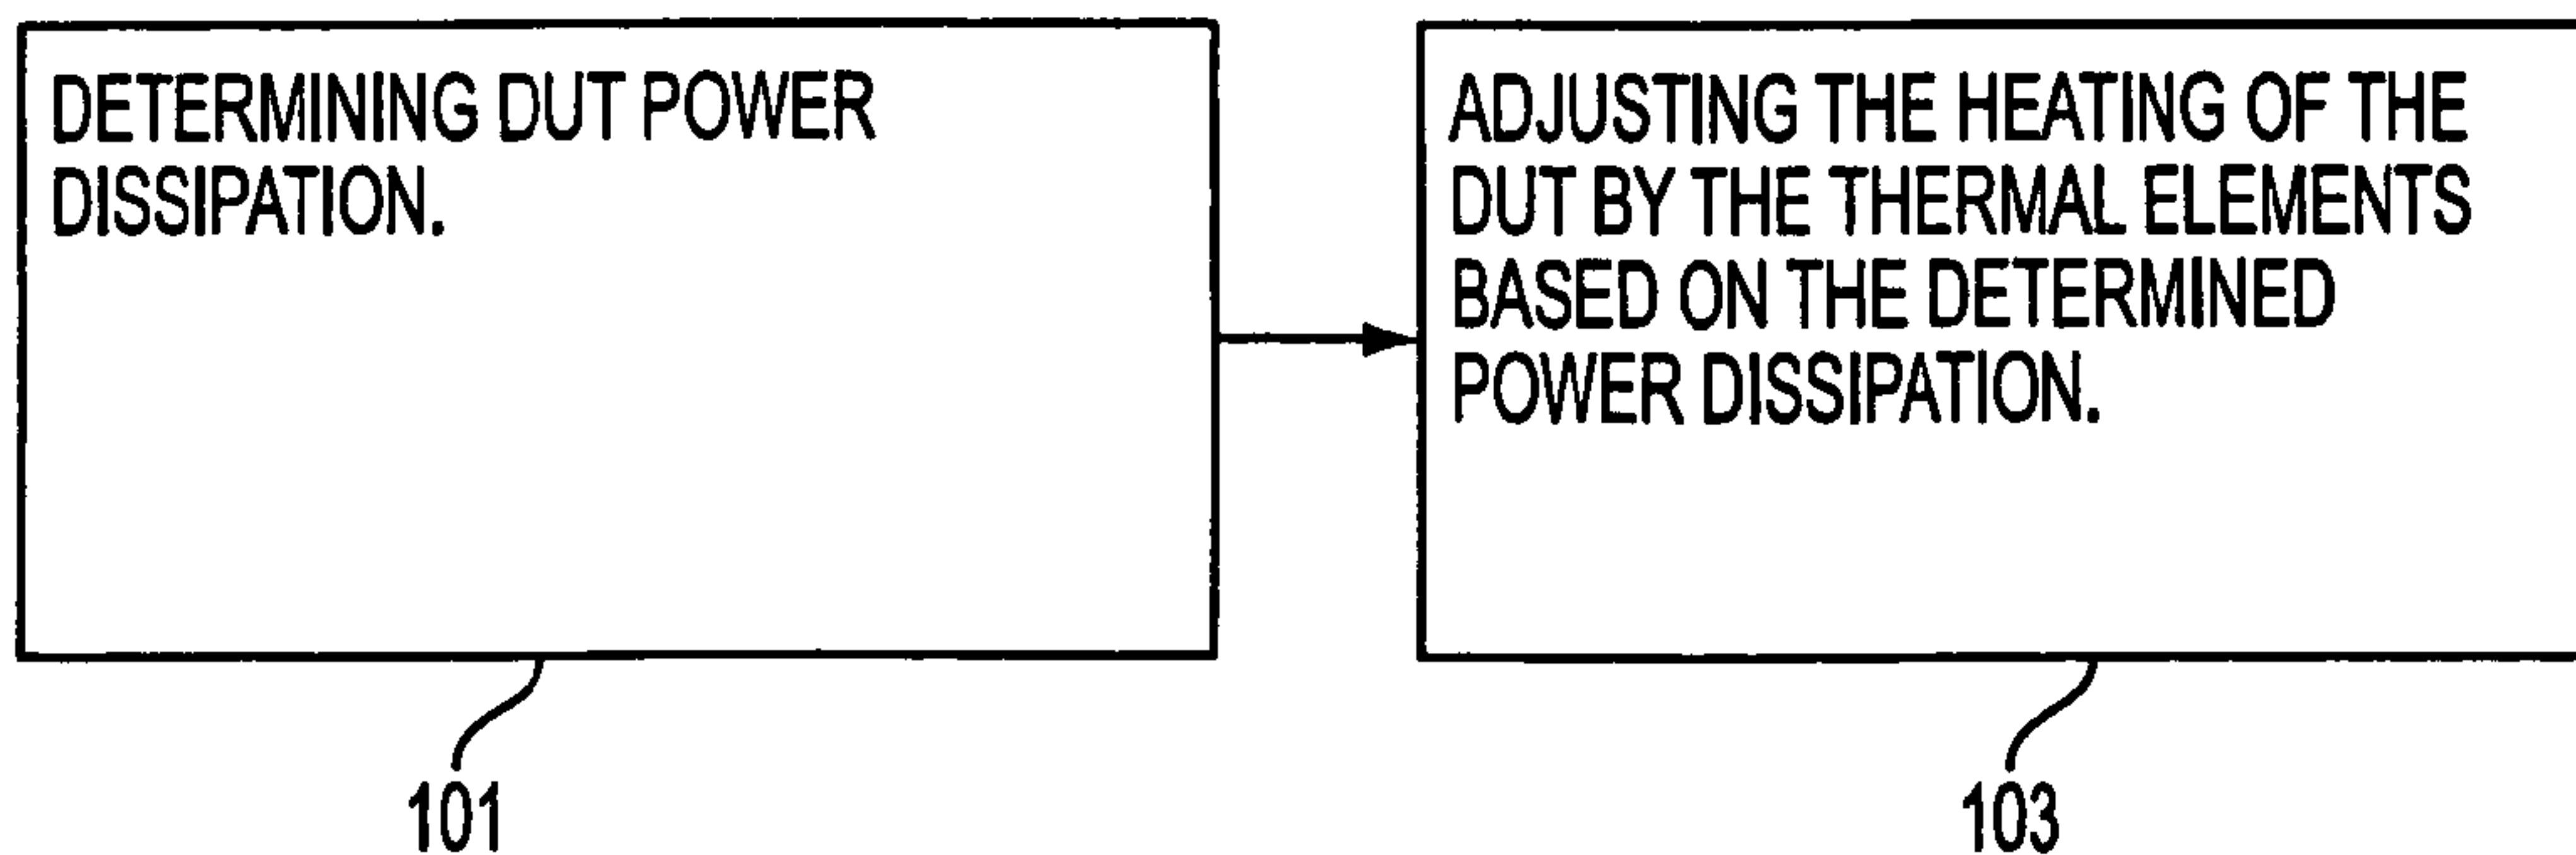 DETERMINING DUT POWER
DISSIPATION.
ADJUSTING THE HEATING OF THE
DUT BY THE THERMAL ELEMENTS
BASED ON THE DETERMINED
POWER DISSIPATION.
101
103